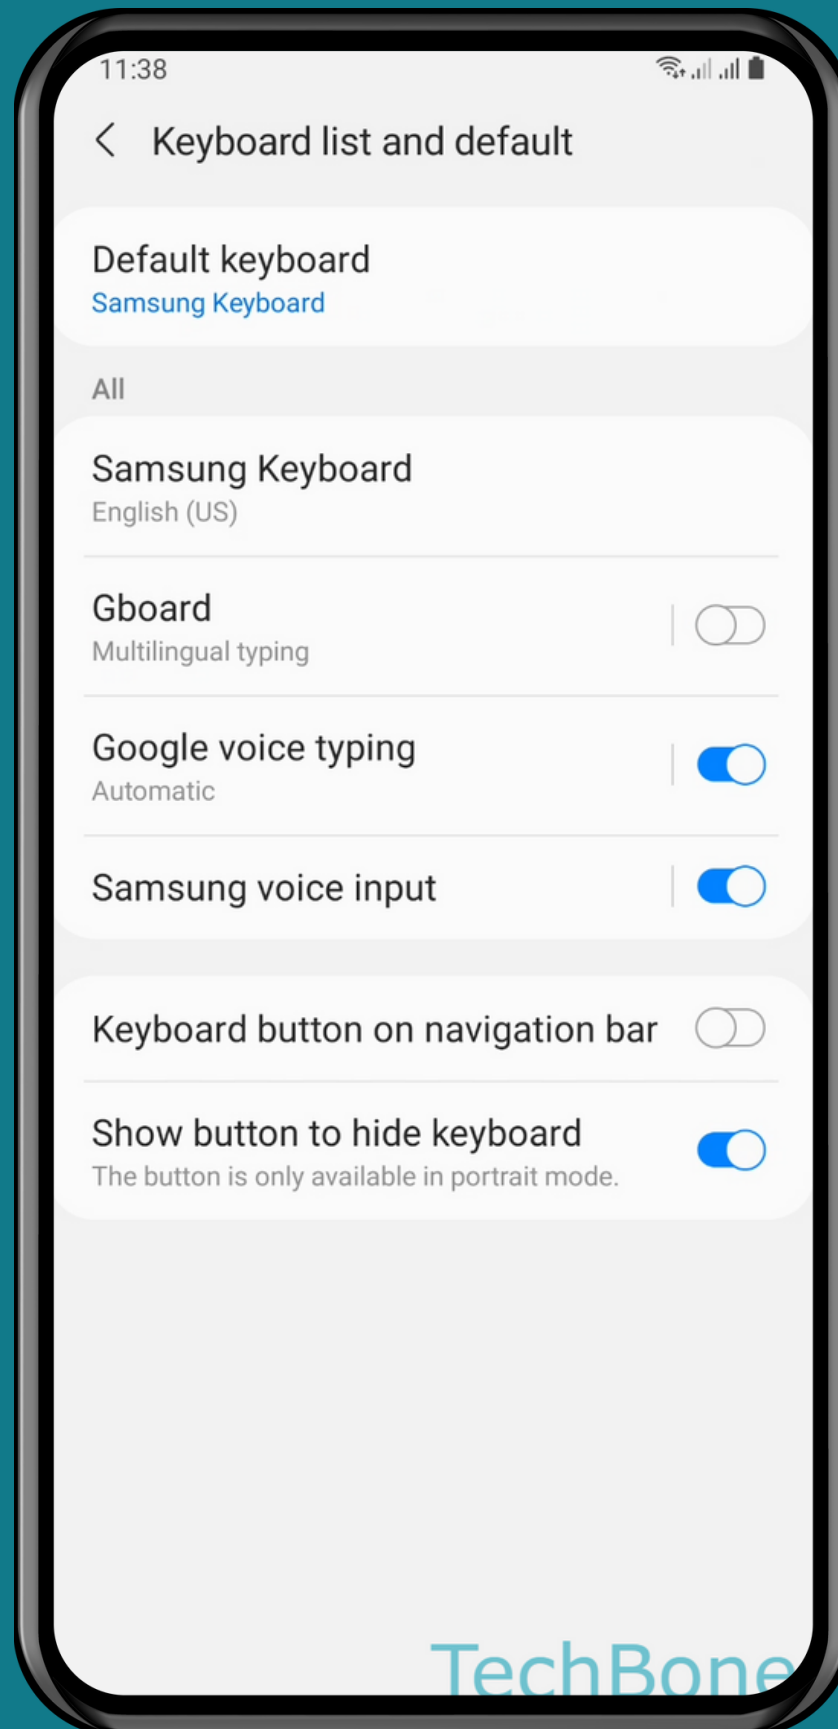 11:38
Keyboard list and default
Default keyboard
Samsung Keyboard
All
Samsung Keyboard
English (US)
Gboard
Multilingual typing
Google voice typing
Automatic
Samsung voice input
Keyboard button on navigation bar
Show button to hide keyboard
The button is only available in portrait mode.
TechBone